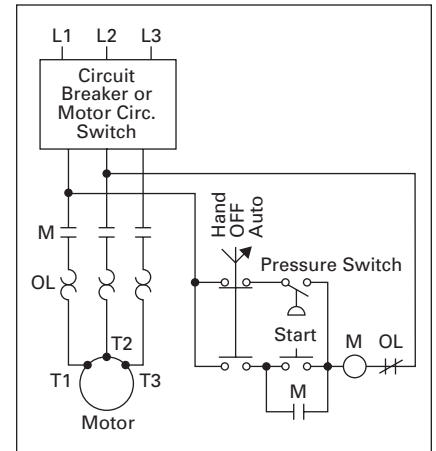 L1 L2 L3
Circuit
Breaker or
Motor Circ.
Switch
Hand
OFF
Auto
M
OL
Pressure Switch
Start
M OL
M
T2
T1 T3
Motor